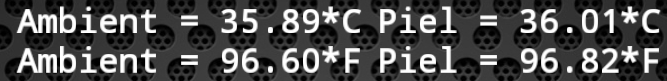 Ambient = 35.89*C Piel = 36.01*C
Ambient = 96.60*F Piel = 96.82*F